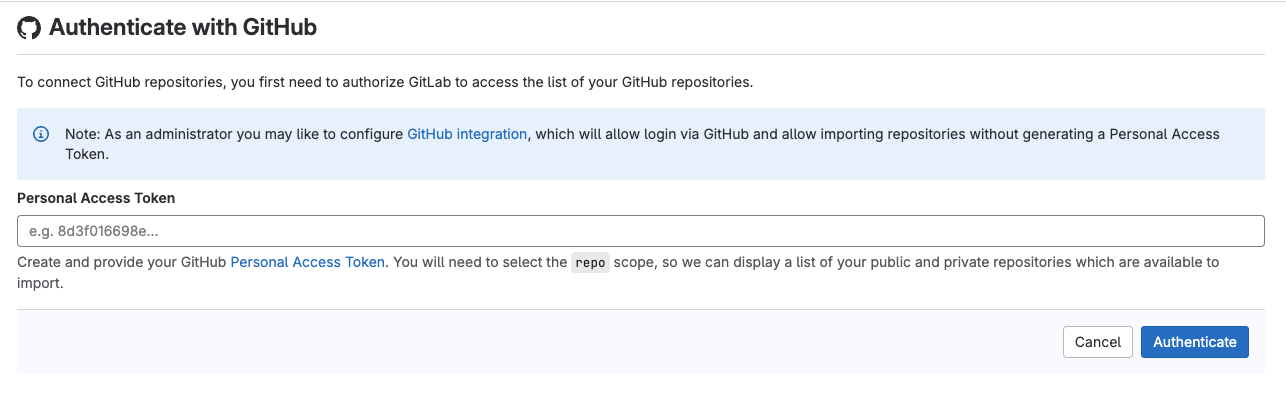 Authenticate with GitHub
To connect GitHub repositories, you first need to authorize GitLab to access the list of your GitHub repositories.
Note: As an administrator you may like to configure GitHub integration, which will allow login via GitHub and allow importing repositories without generating a Personal Access
Token.
Personal Access Token
e.g. 8d3f016698e...
Create and provide your GitHub Personal Access Token. You will need to select the repo scope, so we can display a list of your public and private repositories which are available to
import.
Cancel Authenticate